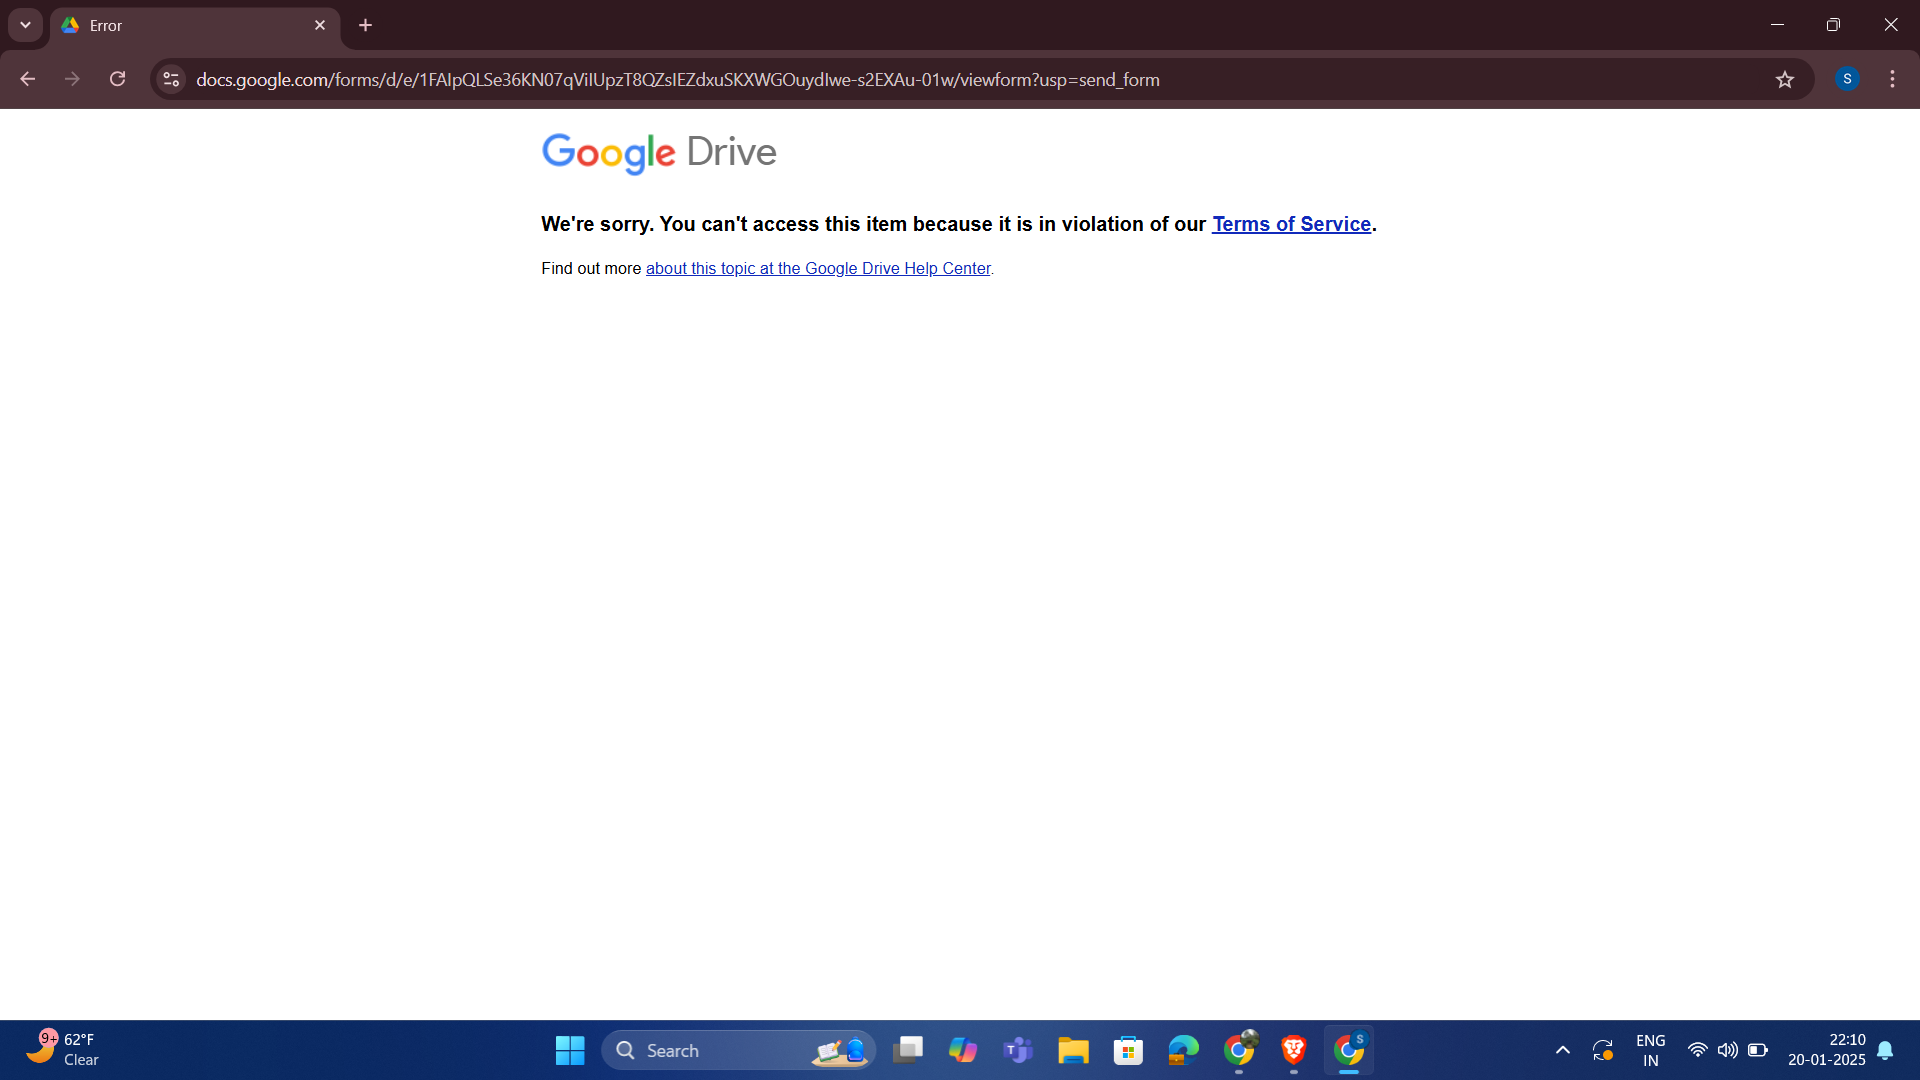 Error
docs.google.com/forms/d/e/1FAIpQLSe36KN07qViIUpzT8QZsIEZdxuSKXWGOuydIwe-s2EXAu-01w/viewform?usp=send_form
S
Google Drive
We're sorry. You can't access this item because it is in violation of our Terms of Service.
Find out more about this topic at the Google Drive Help Center.
9+
62°F
Clear
Search
T
S
ENG
IN
22:10
20-01-2025